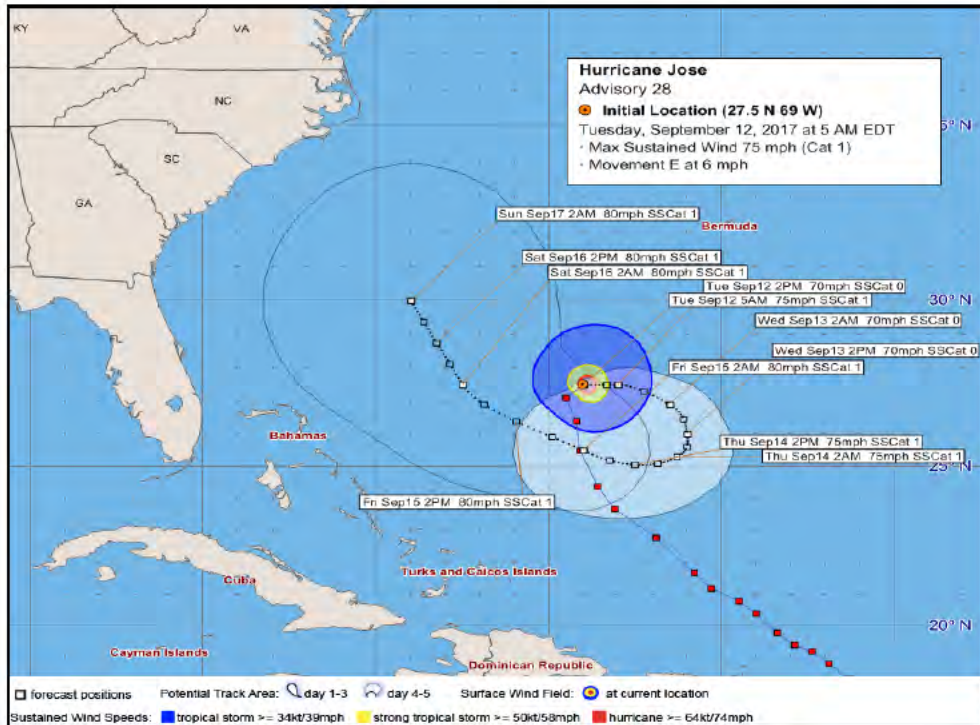 KY
VA
NC
SC
GA
FL
Hurricane Jose
Advisory 28
Initial Location (27.5 N 69 W)
Tuesday, September 12, 2017 at 5 AM EDT
· Max Sustained Wind 75 mph (Cat 1)
· Movement E at 6 mph
5° N
Sun Sep17 2AM 80mph SSCat 1
Bermuda
Sat Sep16 2PM 80mph SSCat 1
Sat Sep16 2AM 80mph SSCat 1
Tue Sep12 2PM 70mph SSCat 0
Tue Sep12 5AM 75mph SSCat 1
30° N
Wed Sep13 2AM 70mph SSCat 0
Wed Sep13 2PM 70mph SSCat 0
Fri Sep15 2AM 80mph SSCat 1
Bahamas
Thu Sep14 2PM 75mph SSCat 1
Thu Sep14 2AM 75mph SSCat 1
25° N
Fri Sep15 2PM 80mph SSCat 1
Turks and Caicos Islands
Cuba
20° N
Cayman Islands
Dominican Republic
forecast positions Potential Track Area: day 1-3 day 4-5 Surface Wind Field: at current location
Sustained Wind Speeds: tropical storm >= 34kt/39mph strong tropical storm >= 50kt/58mph hurricane >= 64kt/74mph